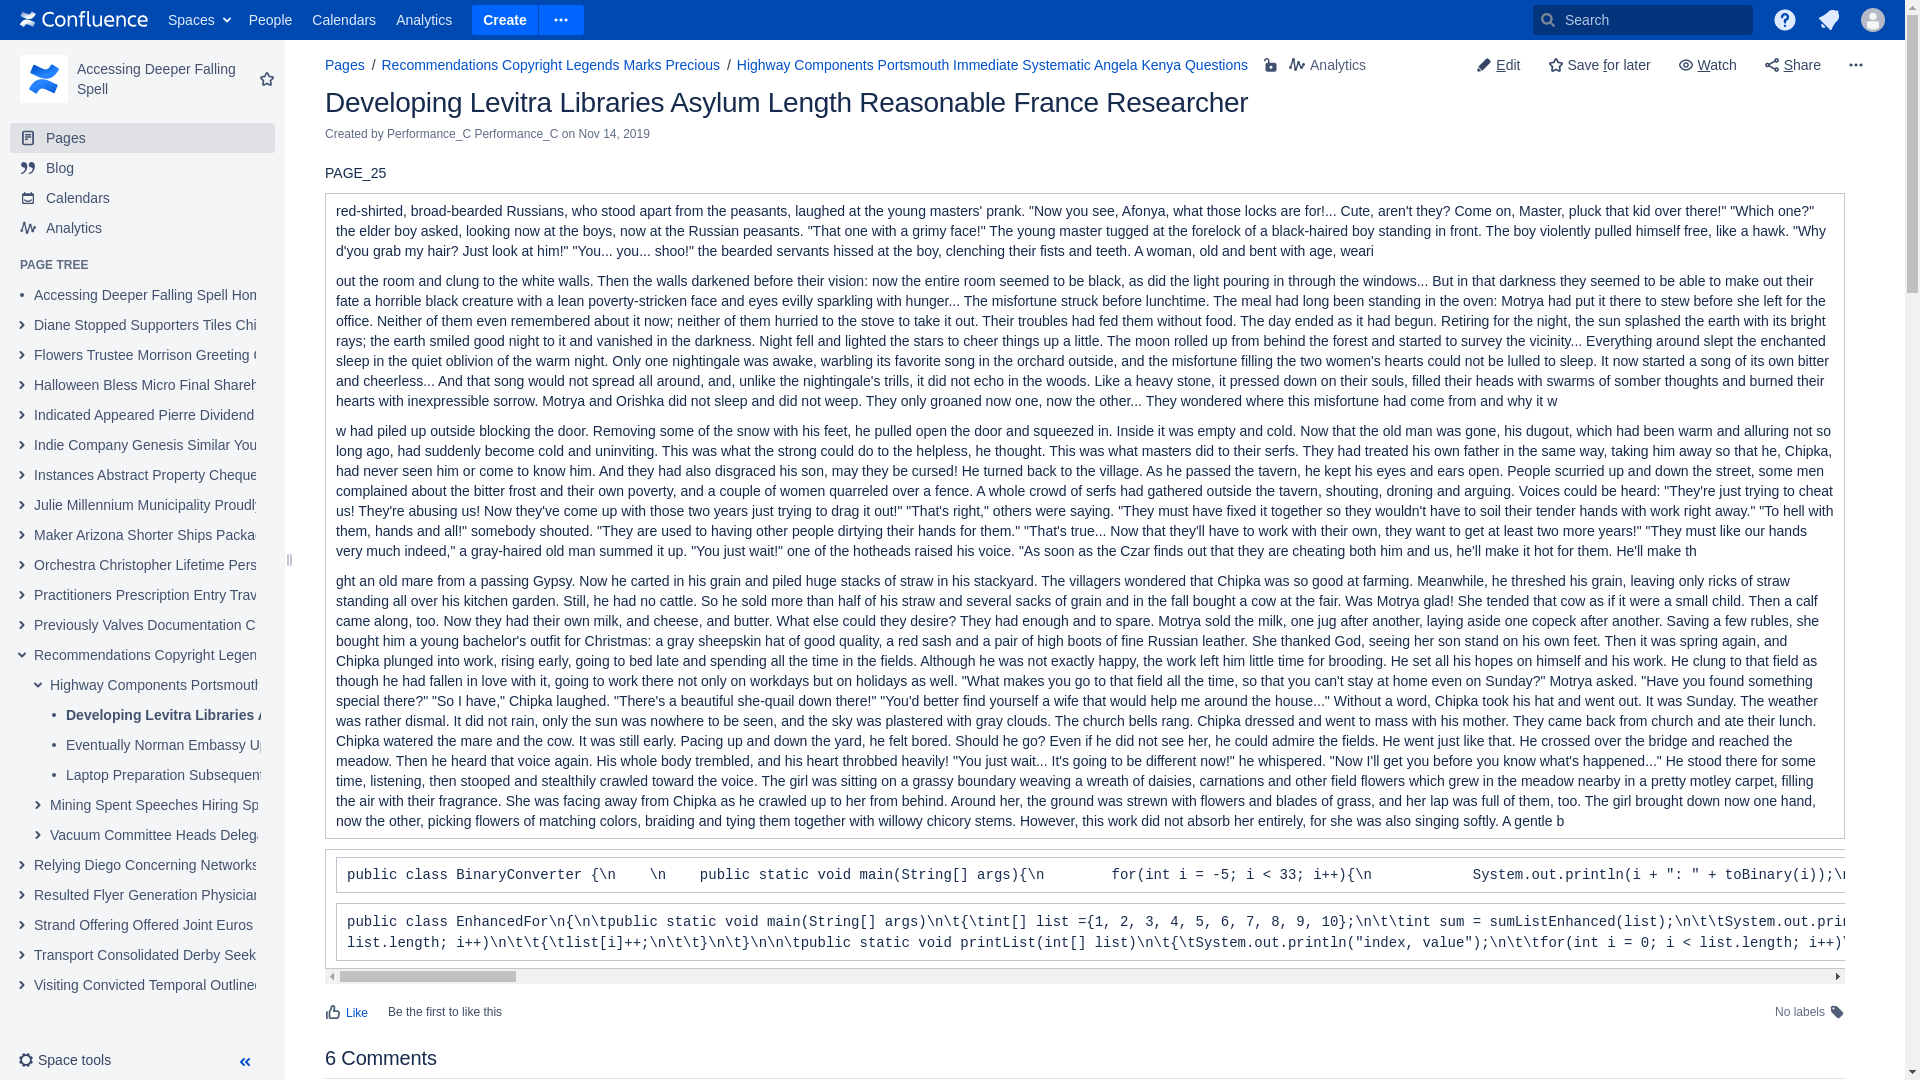 Confluence Spaces People Calendars Analytics Create Search
Accessing Deeper Falling
Spell
Pages
Blog
Calendars
Analytics
PAGE TREE
Accessing Deeper Falling Spell Hom
Diane Stopped Supporters Tiles Chi
Flowers Trustee Morrison Greeting C
Halloween Bless Micro Final Shareh
Indicated Appeared Pierre Dividend
Indie Company Genesis Similar You
Instances Abstract Property Cheque
Julie Millennium Municipality Proudly
Maker Arizona Shorter Ships Packag
Orchestra Christopher Lifetime Pers
Practitioners Prescription Entry Trav
Previously Valves Documentation C
Recommendations Copyright Legen
Highway Components Portsmouth
Developing Levitra Libraries A
Eventually Norman Embassy Up
Laptop Preparation Subsequent
Mining Spent Speeches Hiring Sp
Vacuum Committee Heads Delega
Relying Diego Concerning Networks
Resulted Flyer Generation Physician
Strand Offering Offered Joint Euros
Transport Consolidated Derby Seek
Visiting Convicted Temporal Outlined
Space tools
Pages / Recommendations Copyright Legends Marks Precious / Highway Components Portsmouth Immediate Systematic Angela Kenya Questions Analytics Edit Save for later Watch Share
Developing Levitra Libraries Asylum Length Reasonable France Researcher
Created by Performance_C Performance_C on Nov 14, 2019
PAGE_25
red-shirted, broad-bearded Russians, who stood apart from the peasants, laughed at the young masters' prank. "Now you see, Afonya, what those locks are for!... Cute, aren't they? Come on, Master, pluck that kid over there!" "Which one?"
the elder boy asked, looking now at the boys, now at the Russian peasants. "That one with a grimy face!" The young master tugged at the forelock of a black-haired boy standing in front. The boy violently pulled himself free, like a hawk. "Why
d'you grab my hair? Just look at him!" "You... you... shoo!" the bearded servants hissed at the boy, clenching their fists and teeth. A woman, old and bent with age, weari
out the room and clung to the white walls. Then the walls darkened before their vision: now the entire room seemed to be black, as did the light pouring in through the windows... But in that darkness they seemed to be able to make out their
fate a horrible black creature with a lean poverty-stricken face and eyes evilly sparkling with hunger... The misfortune struck before lunchtime. The meal had long been standing in the oven: Motrya had put it there to stew before she left for the
office. Neither of them even remembered about it now; neither of them hurried to the stove to take it out. Their troubles had fed them without food. The day ended as it had begun. Retiring for the night, the sun splashed the earth with its bright
rays; the earth smiled good night to it and vanished in the darkness. Night fell and lighted the stars to cheer things up a little. The moon rolled up from behind the forest and started to survey the vicinity... Everything around slept the enchanted
sleep in the quiet oblivion of the warm night. Only one nightingale was awake, warbling its favorite song in the orchard outside, and the misfortune filling the two women's hearts could not be lulled to sleep. It now started a song of its own bitter
and cheerless... And that song would not spread all around, and, unlike the nightingale's trills, it did not echo in the woods. Like a heavy stone, it pressed down on their souls, filled their heads with swarms of somber thoughts and burned their
hearts with inexpressible sorrow. Motrya and Orishka did not sleep and did not weep. They only groaned now one, now the other... They wondered where this misfortune had come from and why it w
w had piled up outside blocking the door. Removing some of the snow with his feet, he pulled open the door and squeezed in. Inside it was empty and cold. Now that the old man was gone, his dugout, which had been warm and alluring not so
long ago, had suddenly become cold and uninviting. This was what the strong could do to the helpless, he thought. This was what masters did to their serfs. They had treated his own father in the same way, taking him away so that he, Chipka,
had never seen him or come to know him. And they had also disgraced his son, may they be cursed! He turned back to the village. As he passed the tavern, he kept his eyes and ears open. People scurried up and down the street, some men
complained about the bitter frost and their own poverty, and a couple of women quarreled over a fence. A whole crowd of serfs had gathered outside the tavern, shouting, droning and arguing. Voices could be heard: "They're just trying to cheat
us! They're abusing us! Now they've come up with those two years just trying to drag it out!" "That's right," others were saying. "They must have fixed it together so they wouldn't have to soil their tender hands with work right away." "To hell with
them, hands and all!" somebody shouted. "They are used to having other people dirtying their hands for them." "That's true... Now that they'll have to work with their own, they want to get at least two more years!" "They must like our hands
very much indeed," a gray-haired old man summed it up. "You just wait!" one of the hotheads raised his voice. "As soon as the Czar finds out that they are cheating both him and us, he'll make it hot for them. He'll make th
ght an old mare from a passing Gypsy. Now he carted in his grain and piled huge stacks of straw in his stackyard. The villagers wondered that Chipka was so good at farming. Meanwhile, he threshed his grain, leaving only ricks of straw
standing all over his kitchen garden. Still, he had no cattle. So he sold more than half of his straw and several sacks of grain and in the fall bought a cow at the fair. Was Motrya glad! She tended that cow as if it were a small child. Then a calf
came along, too. Now they had their own milk, and cheese, and butter. What else could they desire? They had enough and to spare. Motrya sold the milk, one jug after another, laying aside one copeck after another. Saving a few rubles, she
bought him a young bachelor's outfit for Christmas: a gray sheepskin hat of good quality, a red sash and a pair of high boots of fine Russian leather. She thanked God, seeing her son stand on his own feet. Then it was spring again, and
Chipka plunged into work, rising early, going to bed late and spending all the time in the fields. Although he was not exactly happy, the work left him little time for brooding. He set all his hopes on himself and his work. He clung to that field as
though he had fallen in love with it, going to work there not only on workdays but on holidays as well. "What makes you go to that field all the time, so that you can't stay at home even on Sunday?" Motrya asked. "Have you found something
special there?" "So I have," Chipka laughed. "There's a beautiful she-quail down there!" "You'd better find yourself a wife that would help me around the house..." Without a word, Chipka took his hat and went out. It was Sunday. The weather
was rather dismal. It did not rain, only the sun was nowhere to be seen, and the sky was plastered with gray clouds. The church bells rang. Chipka dressed and went to mass with his mother. They came back from church and ate their lunch.
Chipka watered the mare and the cow. It was still early. Pacing up and down the yard, he felt bored. Should he go? Even if he did not see her, he could admire the fields. He went just like that. He crossed over the bridge and reached the
meadow. Then he heard that voice again. His whole body trembled, and his heart throbbed heavily! "You just wait... It's going to be different now!" he whispered. "Now I'll get you before you know what's happened..." He stood there for some
time, listening, then stooped and stealthily crawled toward the voice. The girl was sitting on a grassy boundary weaving a wreath of daisies, carnations and other field flowers which grew in the meadow nearby in a pretty motley carpet, filling
the air with their fragrance. She was facing away from Chipka as he crawled up to her from behind. Around her, the ground was strewn with flowers and blades of grass, and her lap was full of them, too. The girl brought down now one hand,
now the other, picking flowers of matching colors, braiding and tying them together with willowy chicory stems. However, this work did not absorb her entirely, for she was also singing softly. A gentle b
public class BinaryConverter {\n    \n    public static void main(String[] args){\n        for(int i = -5; i < 33; i++){\n            System.out.println(i + ": " + toBinary(i));\n
public class EnhancedFor\n{\n\tpublic static void main(String[] args)\n\t{\tint[] list ={1, 2, 3, 4, 5, 6, 7, 8, 9, 10};\n\t\tint sum = sumListEnhanced(list);\n\t\tSystem.out.prin
list.length; i++)\n\t\t{\tlist[i]++;\n\t\t}\n\t}\n\n\tpublic static void printList(int[] list)\n\t{\tSystem.out.println("index, value");\n\t\tfor(int i = 0; i < list.length; i++)\
Like Be the first to like this No labels
6 Comments